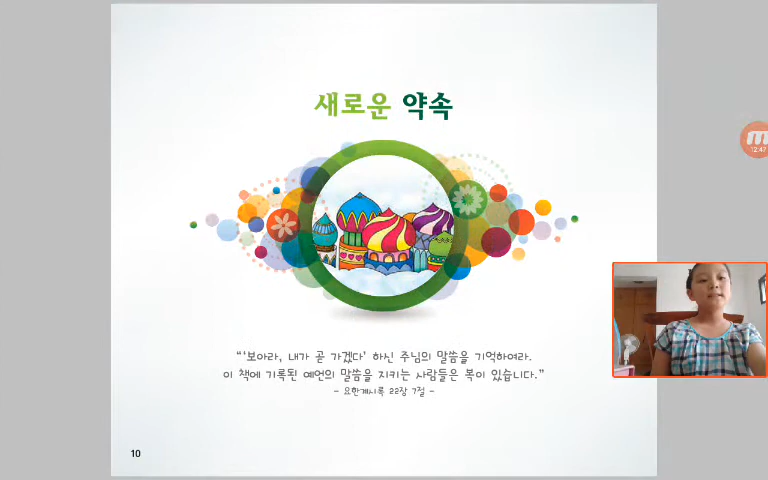 새로운 약속
“‘보아라, 내가 곧 가겠다’ 하신 주님의 말씀을 기억하여라.
이 책에 기록된 예언의 말씀을 지키는 사람들은 복이 있습니다.”
- 요한계시록 22장 7절 -
10
m
12:47